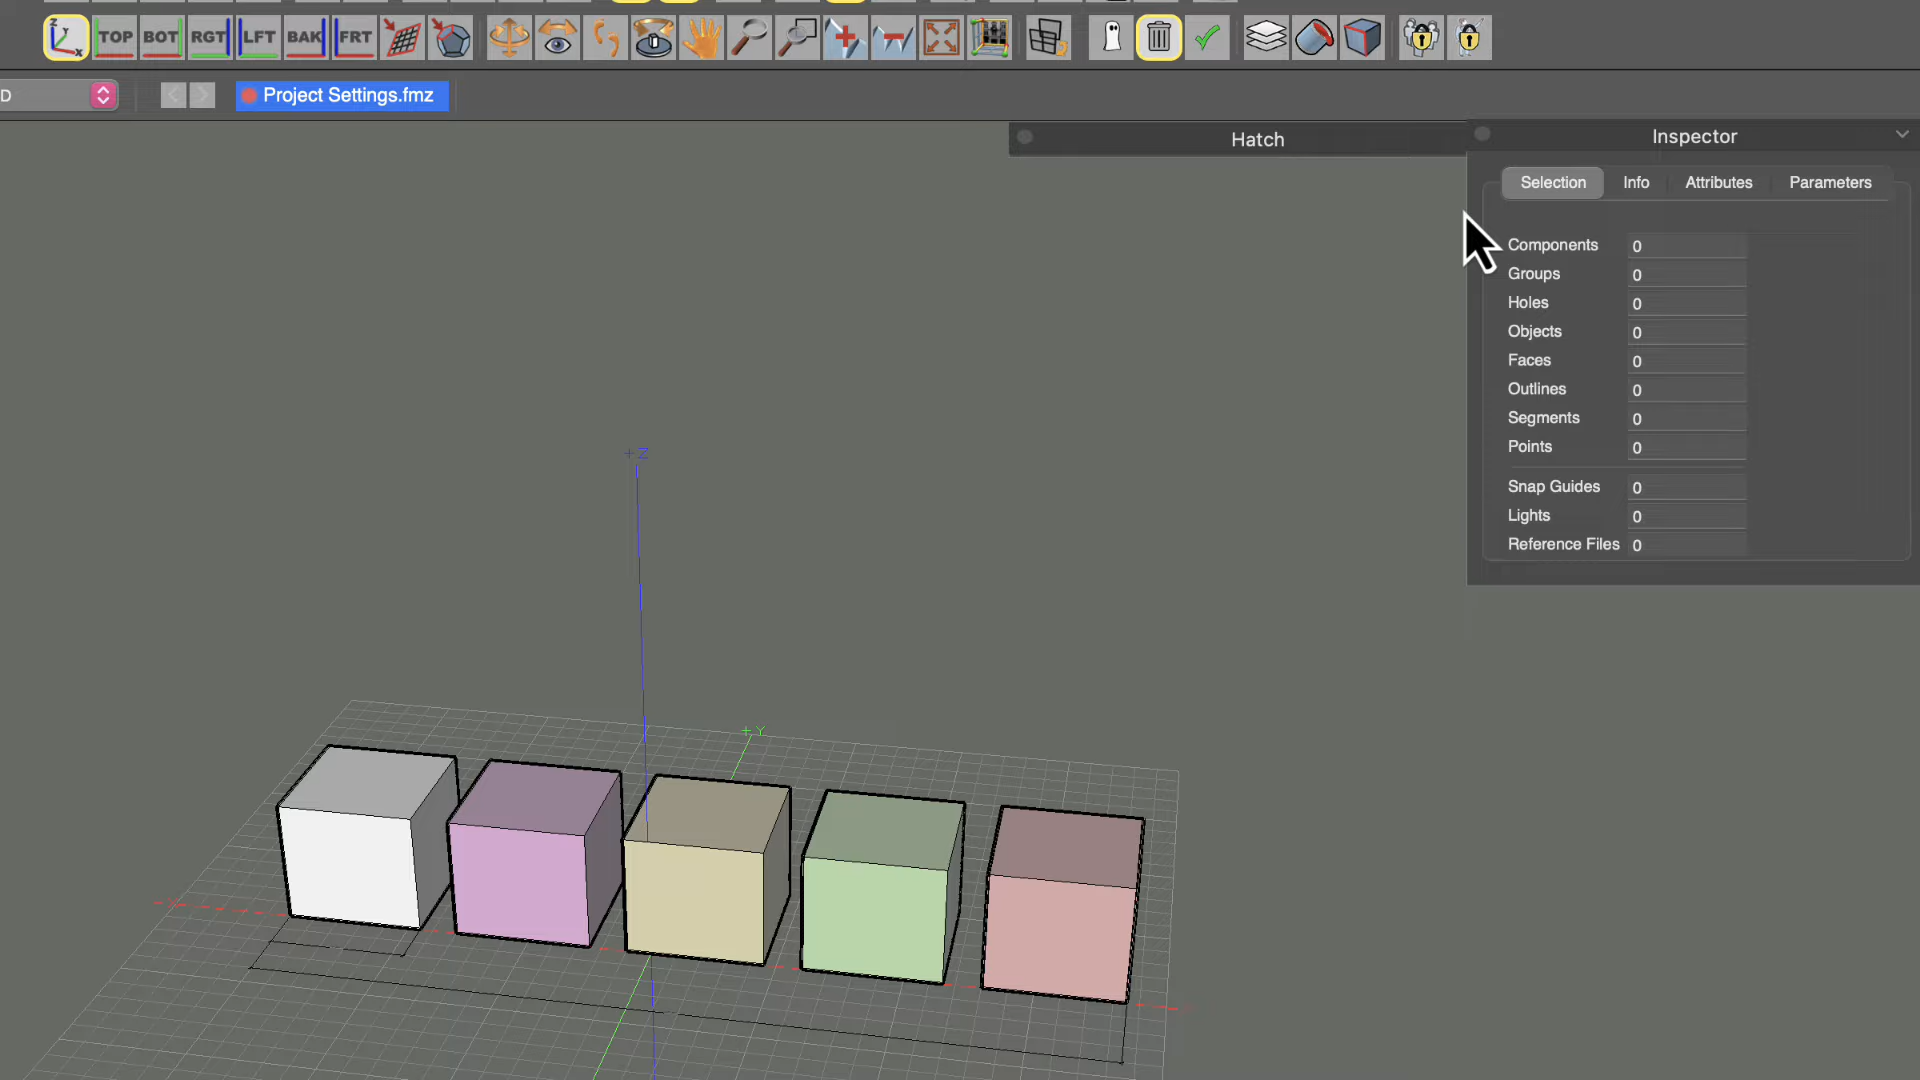 Z Y X TOP BOT RGT LFT BAK FRT
D
Project Settings.fmz
Hatch
Inspector
Selection Info Attributes Parameters
Components 0
Groups 0
Holes 0
Objects 0
Faces 0
Outlines 0
Segments 0
Points 0
Snap Guides 0
Lights 0
Reference Files 0
+Z
+Y